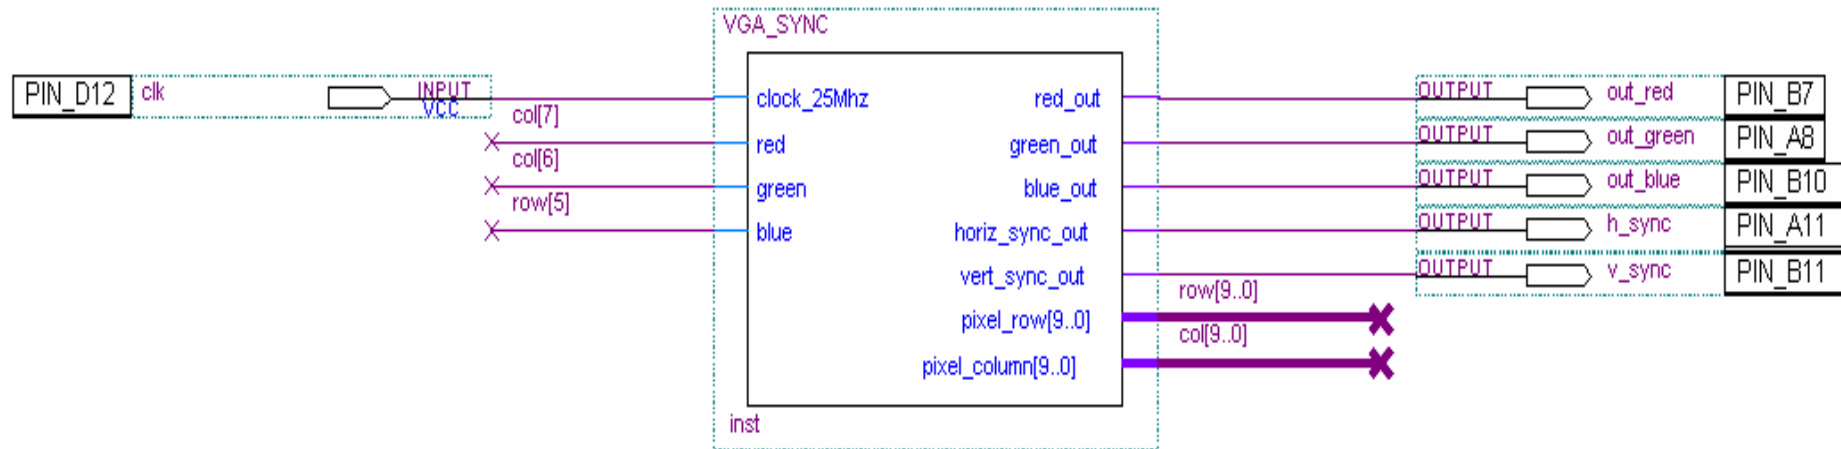 VGA_SYNC
PIN_D12 clk INPUT VCC
clock_25Mhz red_out OUTPUT out_red PIN_B7
col[7]
red green_out OUTPUT out_green PIN_A8
col[6]
green blue_out OUTPUT out_blue PIN_B10
row[5]
blue horiz_sync_out OUTPUT h_sync PIN_A11
vert_sync_out OUTPUT v_sync PIN_B11
row[9..0]
pixel_row[9..0]
col[9..0]
pixel_column[9..0]
inst